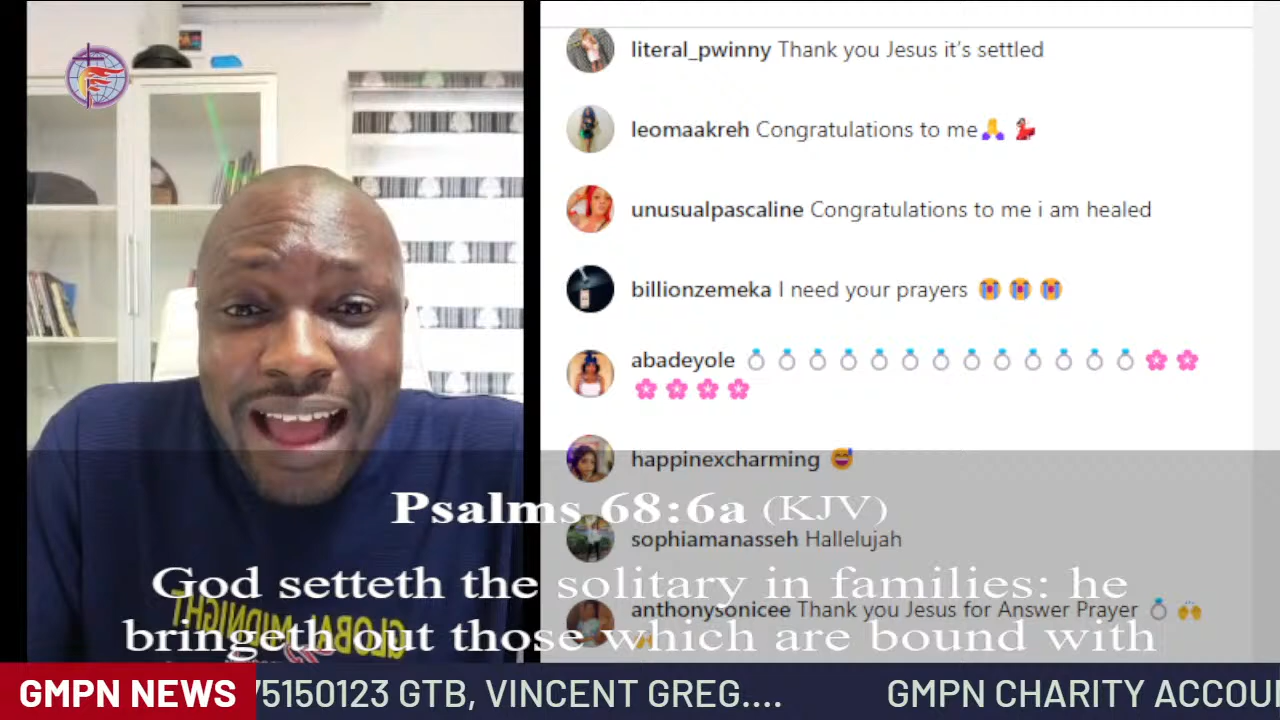 literal_pwinny Thank you Jesus it's settled
leomaakreh Congratulations to me🙏 💃
unusualpascaline Congratulations to me i am healed
billionzemeka I need your prayers 😭 😭 😭
abadeyole 💍 💍 💍 💍 💍 💍 💍 💍 💍 💍 💍 💍 💍 🌸 🌸
🌸 🌸 🌸 🌸
happinexcharming 😅
Psalms 68:6a (KJV)
sophiamanasseh Hallelujah
God setteth the solitary in families: he
anthonysonicee Thank you Jesus for Answer Prayer 💍 🙌
bringeth out those which are bound with
GLOBAL MIDNIGHT
GMPN NEWS 75150123 GTB, VINCENT GREG.... GMPN CHARITY ACCOU